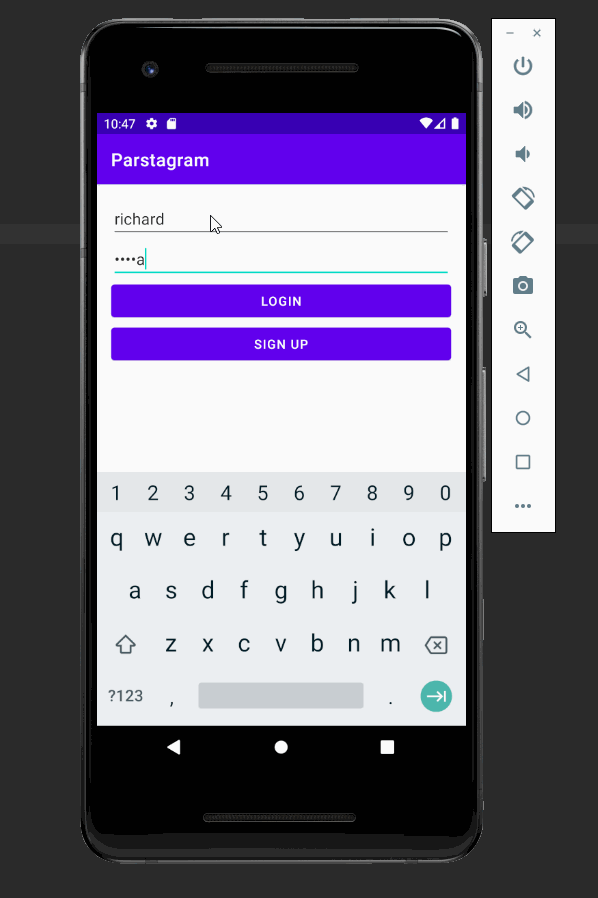 10:47
Parstagram
richard
••••a
LOGIN
SIGN UP
1 2 3 4 5 6 7 8 9 0
q w e r t y u i o p
a s d f g h j k l
z x c v b n m
?123 , .